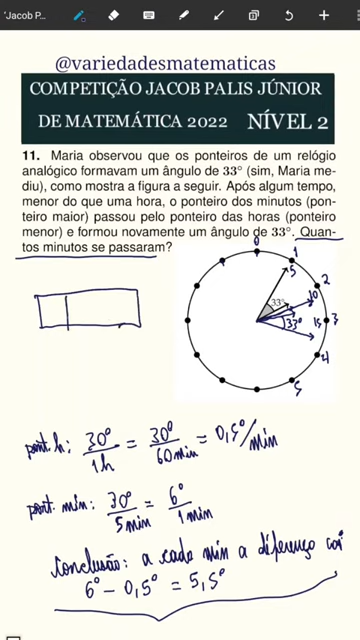 'Jacob P...
@variedadesmatematicas
COMPETIÇÃO JACOB PALIS JÚNIOR
DE MATEMÁTICA 2022 NÍVEL 2
11. Maria observou que os ponteiros de um relógio
analógico formavam um ângulo de 33° (sim, Maria me-
diu), como mostra a figura a seguir. Após algum tempo,
menor do que uma hora, o ponteiro dos minutos (pon-
teiro maior) passou pelo ponteiro das horas (ponteiro
menor) e formou novamente um ângulo de 33°. Quan-
tos minutos se passaram?
0
1
5
2
10
33°
33°
15
3
4
5
pont. h: 30°/1h = 30°/60min = 0,5°/min
pont. min: 30°/5min = 6°/1min
Conclusão: a cada min a diferença cai
6° - 0,5° = 5,5°